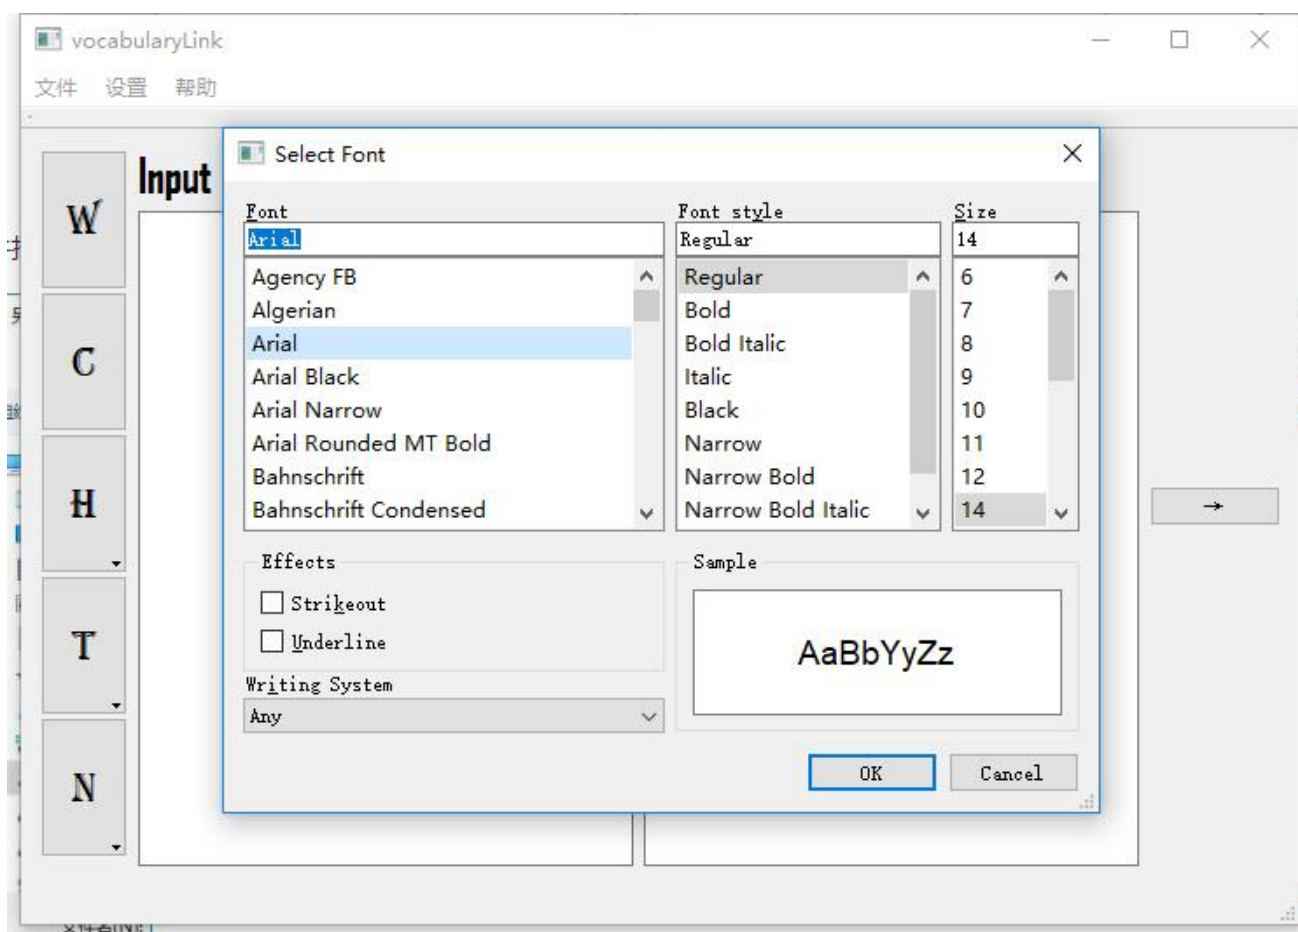 vocabularyLink
文件 设置 帮助
Input
W
C
H
T
N
Select Font
Font
Arial
Agency FB
Algerian
Arial
Arial Black
Arial Narrow
Arial Rounded MT Bold
Bahnschrift
Bahnschrift Condensed
Font style
Regular
Regular
Bold
Bold Italic
Italic
Black
Narrow
Narrow Bold
Narrow Bold Italic
Size
14
6
7
8
9
10
11
12
14
Effects
Strikeout
Underline
Writing System
Any
Sample
AaBbYyZz
OK Cancel
→